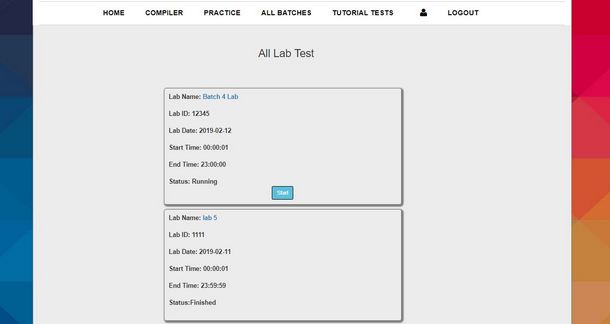 HOME COMPILER PRACTICE ALL BATCHES TUTORIAL TESTS LOGOUT
All Lab Test
Lab Name: Batch 4 Lab
Lab ID: 12345
Lab Date: 2019-02-12
Start Time: 00:00:01
End Time: 23:00:00
Status: Running
Start
Lab Name: lab 5
Lab ID: 1111
Lab Date: 2019-02-11
Start Time: 00:00:01
End Time: 23:59:59
Status:Finished